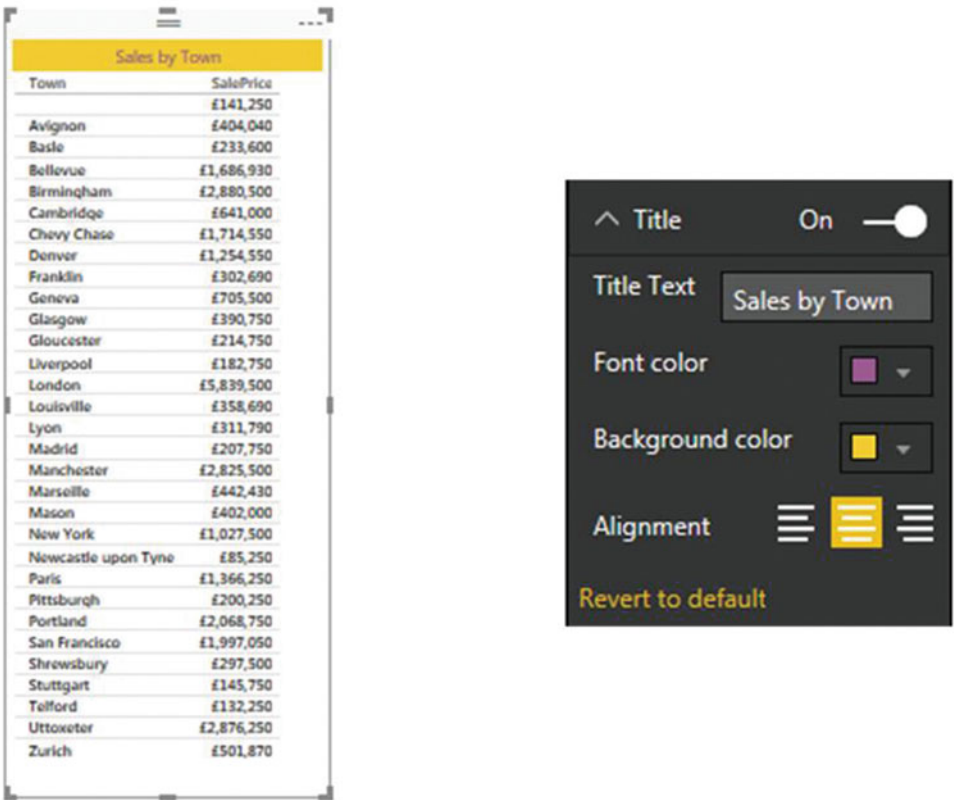 Sales by Town
Town SalePrice
£141,250
Avignon £404,040
Basle £233,600
Bellevue £1,686,930
Birmingham £2,880,500
Cambridge £641,000
Chevy Chase £1,714,550
Denver £1,254,550
Franklin £302,690
Geneva £705,500
Glasgow £390,750
Gloucester £214,750
Liverpool £182,750
London £5,839,500
Louisville £358,690
Lyon £311,790
Madrid £207,750
Manchester £2,825,500
Marseille £442,430
Mason £402,000
New York £1,027,500
Newcastle upon Tyne £85,250
Paris £1,366,250
Pittsburgh £200,250
Portland £2,068,750
San Francisco £1,997,050
Shrewsbury £297,500
Stuttgart £145,750
Telford £132,250
Uttoxeter £2,876,250
Zurich £501,870
Title On
Title Text Sales by Town
Font color
Background color
Alignment
Revert to default